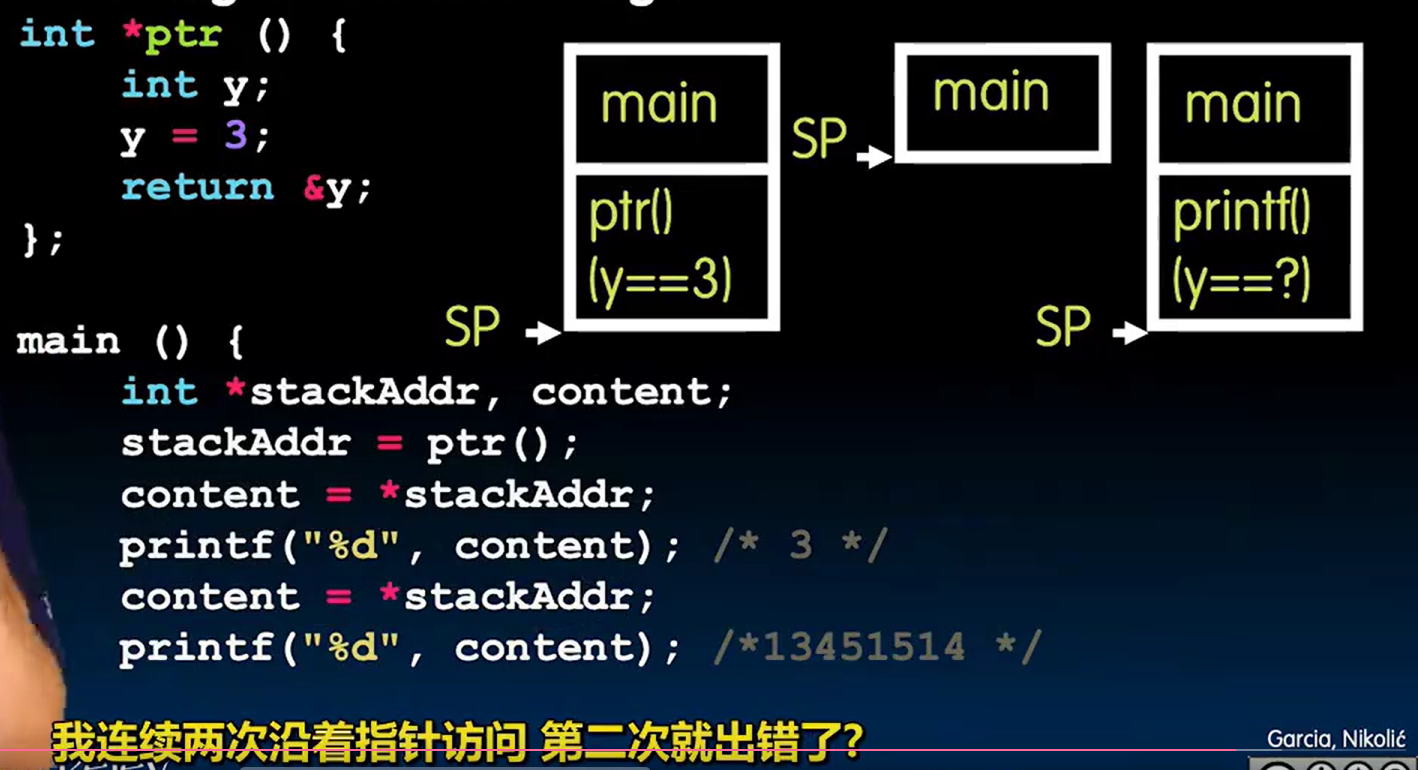 int *ptr () {
    int y;
    y = 3;
    return &y;
};
main () {
    int *stackAddr, content;
    stackAddr = ptr();
    content = *stackAddr;
    printf("%d", content); /* 3 */
    content = *stackAddr;
    printf("%d", content); /*13451514 */
main
ptr()
(y==3)
SP
main
SP
main
printf()
(y==?)
SP
我连续两次沿着指针访问 第二次就出错了?
Garcia, Nikolić